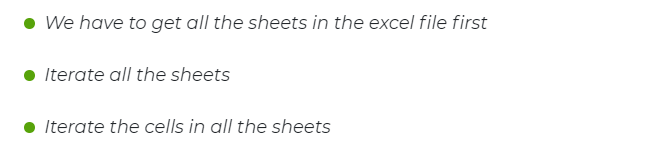 We have to get all the sheets in the excel file first
Iterate all the sheets
Iterate the cells in all the sheets